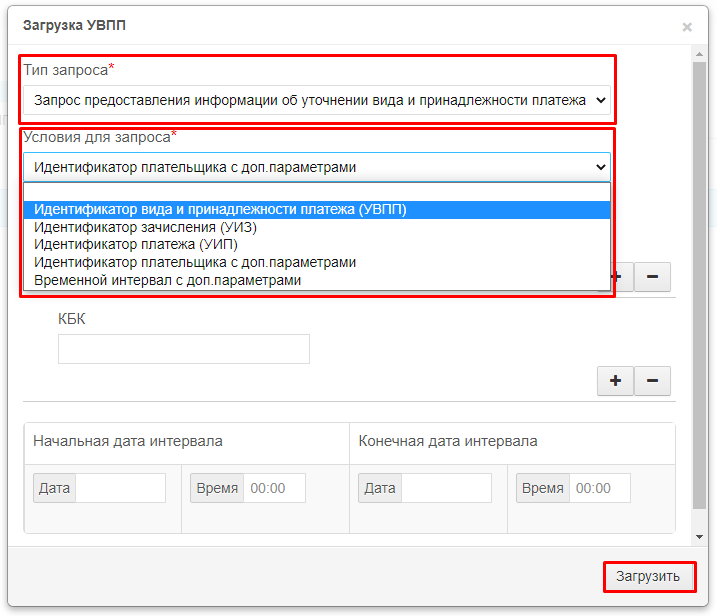 Загрузка УВПП
×
Тип запроса*
Запрос предоставления информации об уточнении вида и принадлежности платежа
Условия для запроса*
Идентификатор плательщика с доп.параметрами
Идентификатор вида и принадлежности платежа (УВПП)
Идентификатор зачисления (УИЗ)
Идентификатор платежа (УИП)
Идентификатор плательщика с доп.параметрами
Временной интервал с доп.параметрами
+ −
КБК
+ −
Начальная дата интервала Конечная дата интервала
Дата Время 00:00 Дата Время 00:00
Загрузить